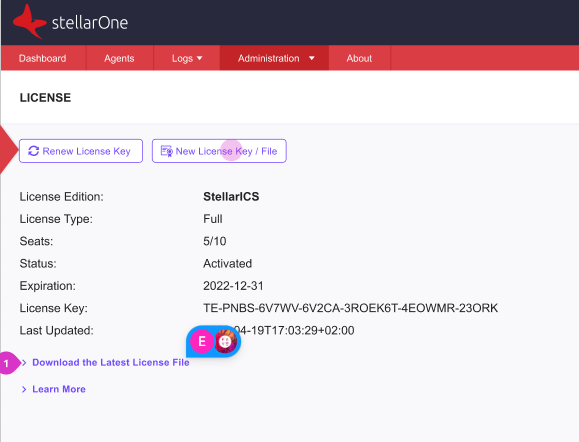 stellarOne
Dashboard Agents Logs Administration About
LICENSE
Renew License Key New License Key / File
License Edition: StellarICS
License Type: Full
Seats: 5/10
Status: Activated
Expiration: 2022-12-31
License Key: TE-PNBS-6V7WV-6V2CA-3ROEK6T-4EOWMR-23ORK
Last Updated: 04-19T17:03:29+02:00
E
1 Download the Latest License File
Learn More